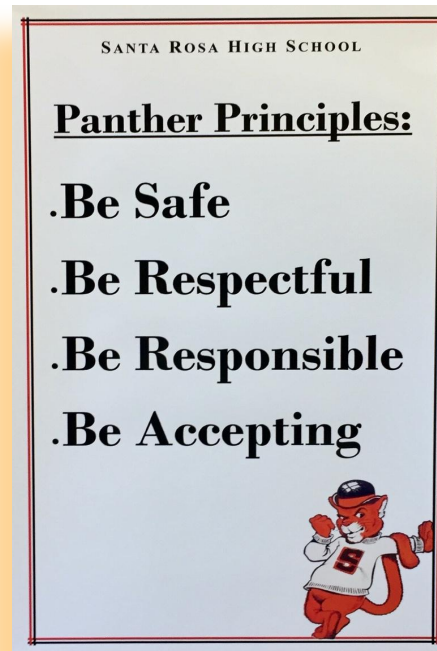 SANTA ROSA HIGH SCHOOL
Panther Principles:
.Be Safe
.Be Respectful
.Be Responsible
.Be Accepting
S